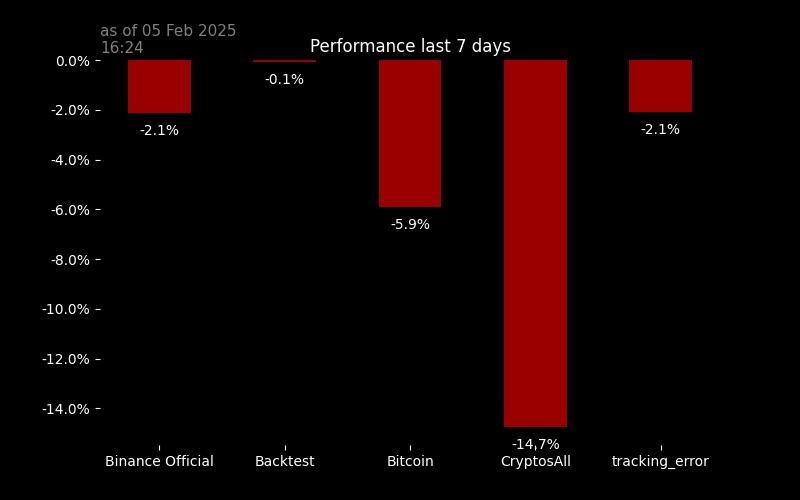 as of 05 Feb 2025
16:24
Performance last 7 days
0.0%
-2.0%
-4.0%
-6.0%
-8.0%
-10.0%
-12.0%
-14.0%
-2.1%
-0.1%
-5.9%
-14.7%
-2.1%
Binance Official
Backtest
Bitcoin
CryptosAll
tracking_error